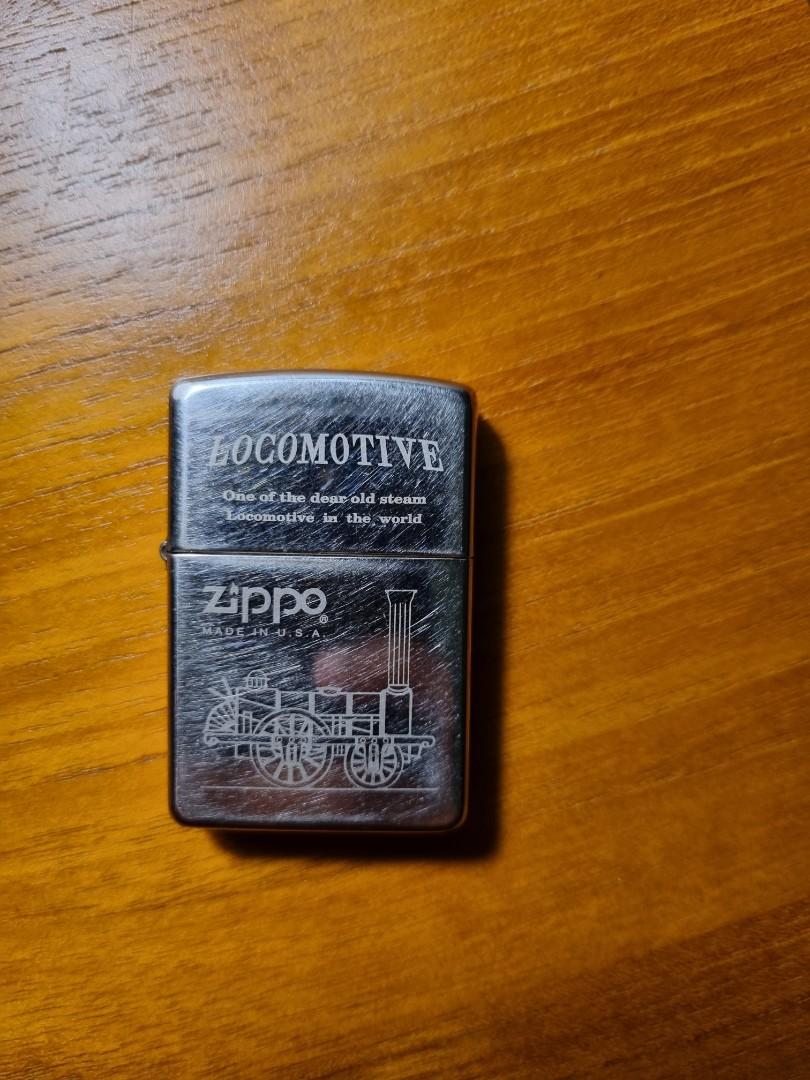 LOCOMOTIVE
One of the dear old steam
Locomotive in the world
Zippo®
MADE IN U.S.A.